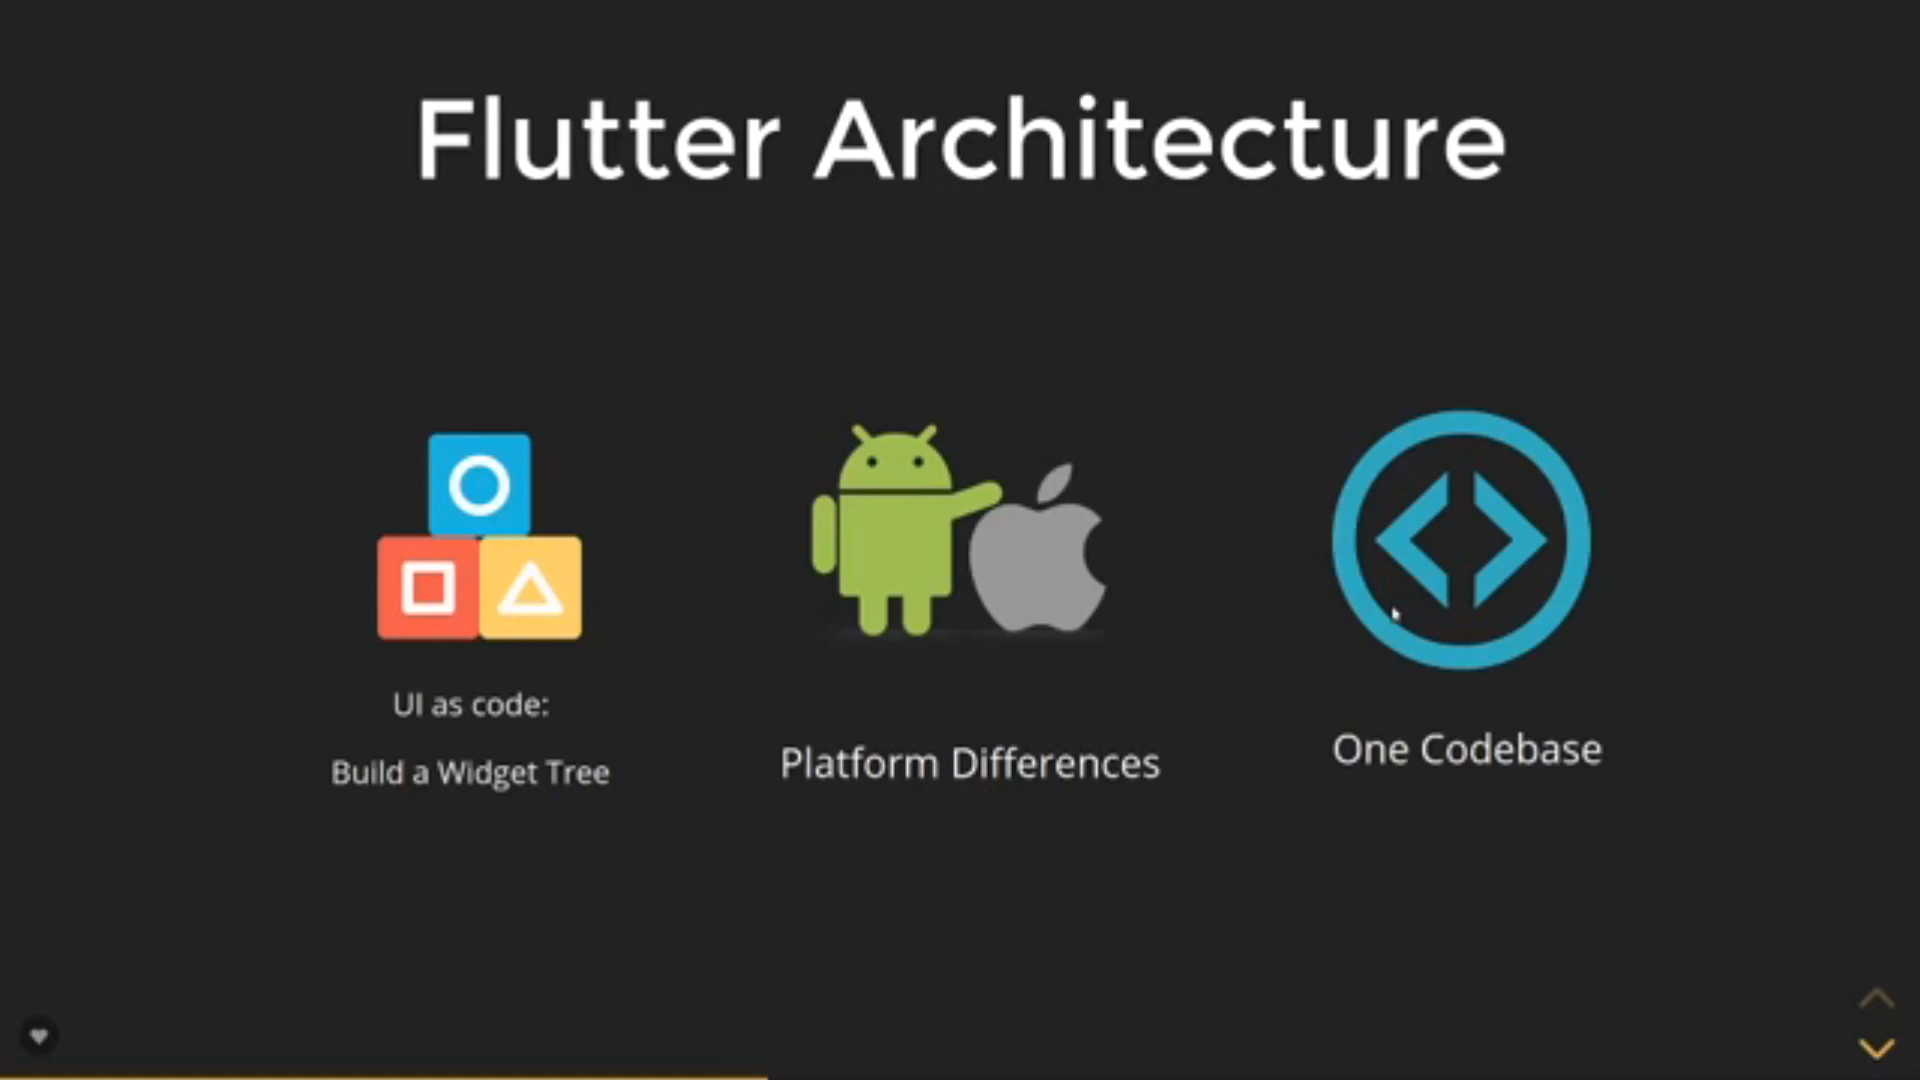 Flutter Architecture
UI as code:
Build a Widget Tree
Platform Differences
One Codebase